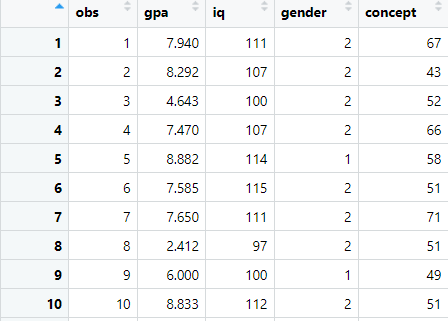 obs gpa iq gender concept
1 1 7.940 111 2 67
2 2 8.292 107 2 43
3 3 4.643 100 2 52
4 4 7.470 107 2 66
5 5 8.882 114 1 58
6 6 7.585 115 2 51
7 7 7.650 111 2 71
8 8 2.412 97 2 51
9 9 6.000 100 1 49
10 10 8.833 112 2 51